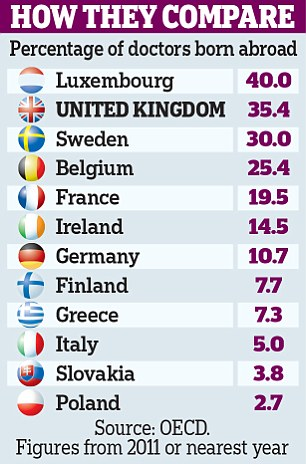 HOW THEY COMPARE
Percentage of doctors born abroad
Luxembourg 40.0
UNITED KINGDOM 35.4
Sweden 30.0
Belgium 25.4
France 19.5
Ireland 14.5
Germany 10.7
Finland 7.7
Greece 7.3
Italy 5.0
Slovakia 3.8
Poland 2.7
Source: OECD.
Figures from 2011 or nearest year